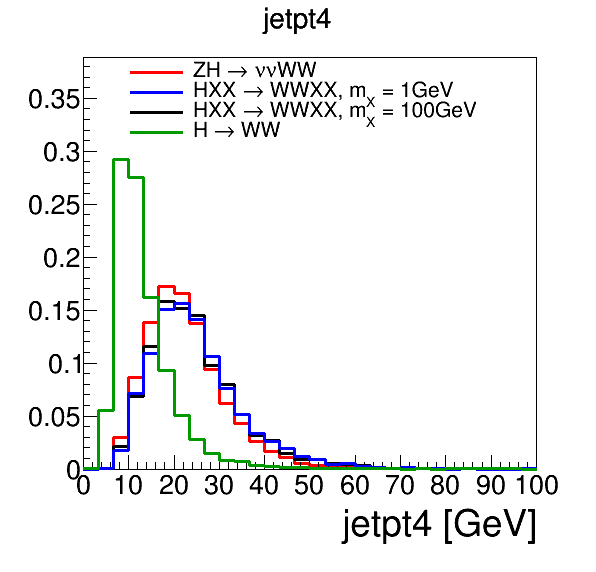 jetpt4
ZH → ννWW
HXX → WWXX, mX = 1GeV
HXX → WWXX, mX = 100GeV
H → WW
0.35
0.3
0.25
0.2
0.15
0.1
0.05
0
0 10 20 30 40 50 60 70 80 90 100
jetpt4 [GeV]